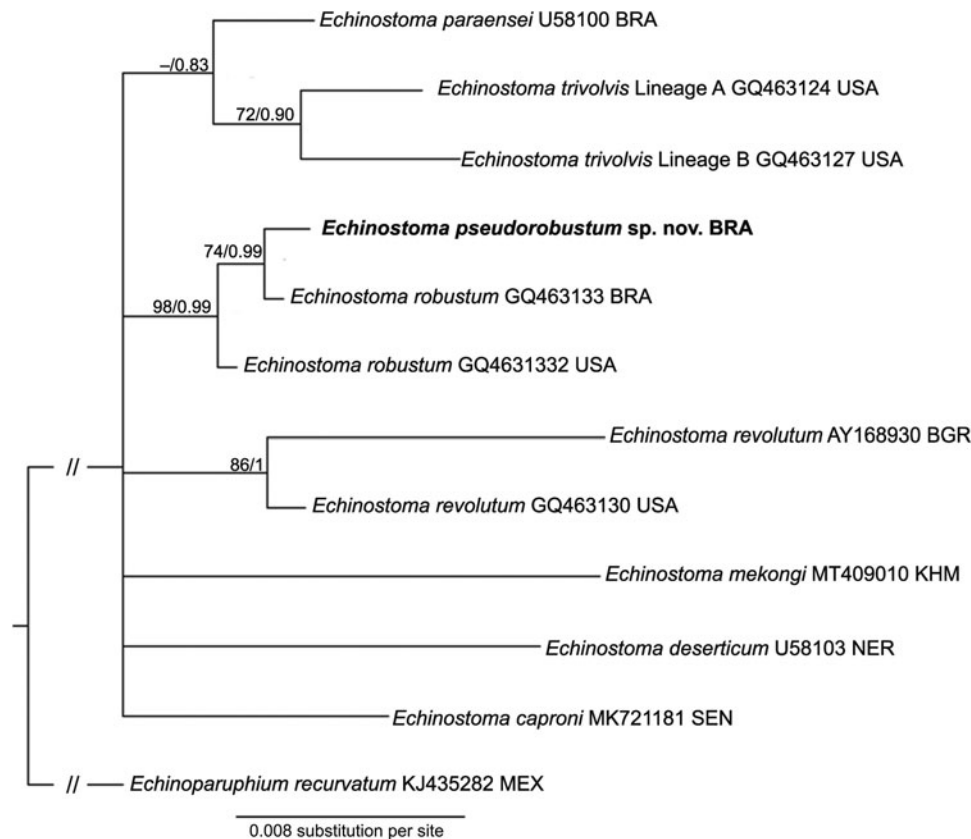 Echinostoma paraensei U58100 BRA
–/0.83
Echinostoma trivolvis Lineage A GQ463124 USA
72/0.90
Echinostoma trivolvis Lineage B GQ463127 USA
Echinostoma pseudorobustum sp. nov. BRA
74/0.99
Echinostoma robustum GQ463133 BRA
98/0.99
Echinostoma robustum GQ4631332 USA
Echinostoma revolutum AY168930 BGR
86/1
Echinostoma revolutum GQ463130 USA
//
Echinostoma mekongi MT409010 KHM
Echinostoma deserticum U58103 NER
Echinostoma caproni MK721181 SEN
// Echinoparuphium recurvatum KJ435282 MEX
0.008 substitution per site